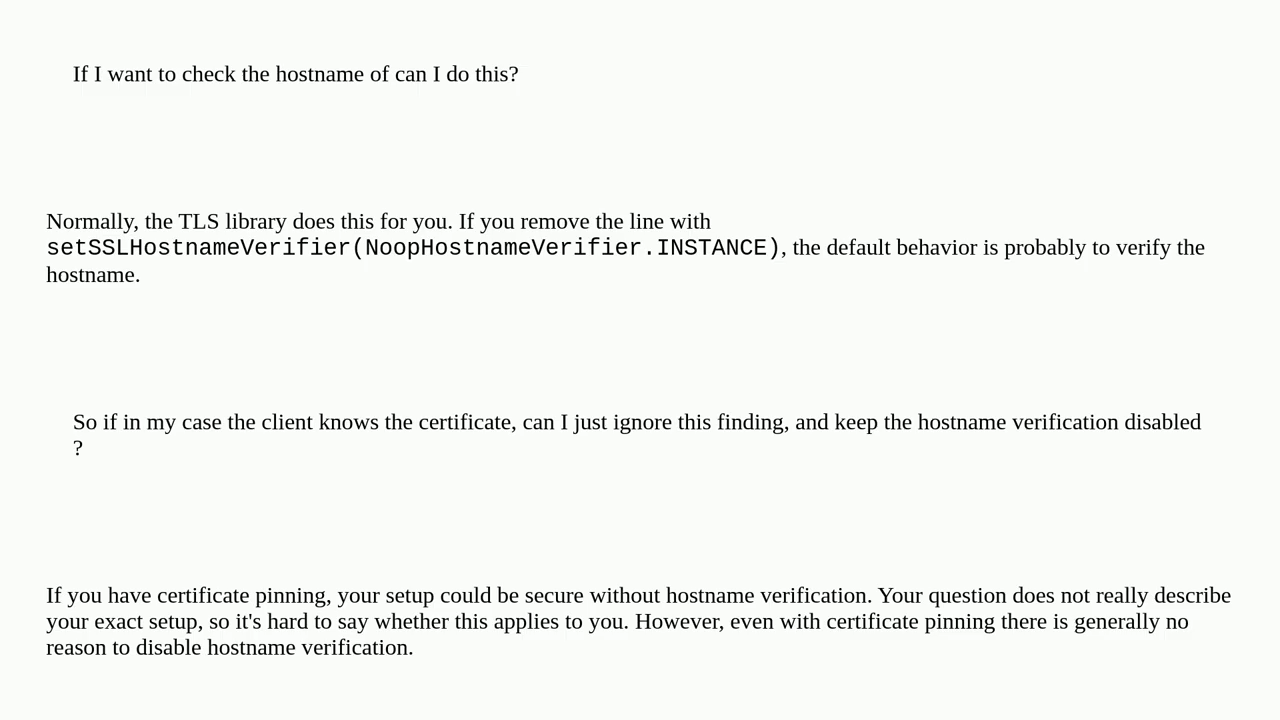 If I want to check the hostname of can I do this?
Normally, the TLS library does this for you. If you remove the line with
setSSLHostnameVerifier(NoopHostnameVerifier.INSTANCE), the default behavior is probably to verify the
hostname.
So if in my case the client knows the certificate, can I just ignore this finding, and keep the hostname verification disabled
?
If you have certificate pinning, your setup could be secure without hostname verification. Your question does not really describe
your exact setup, so it's hard to say whether this applies to you. However, even with certificate pinning there is generally no
reason to disable hostname verification.